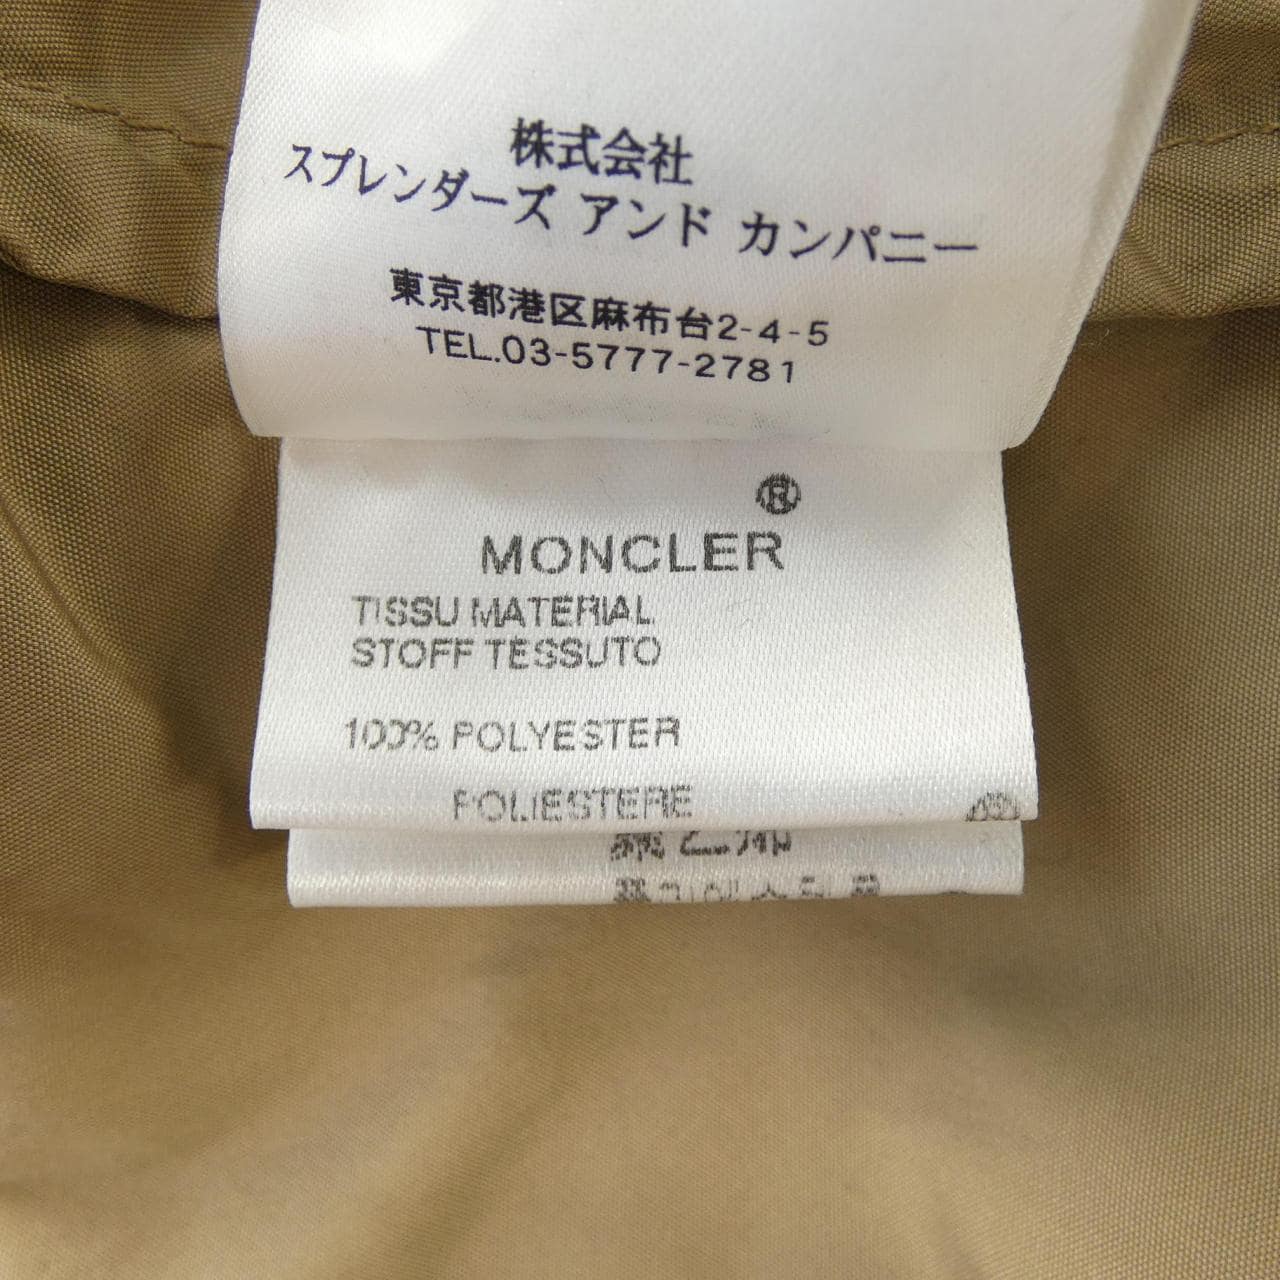 株式会社
スプレンダーズ アンド カンパニー
東京都港区麻布台2-4-5
TEL.03-5777-2781
®
MONCLER
TISSU MATERIAL
STOFF TESSUTO
100% POLYESTER
POLIESTERE